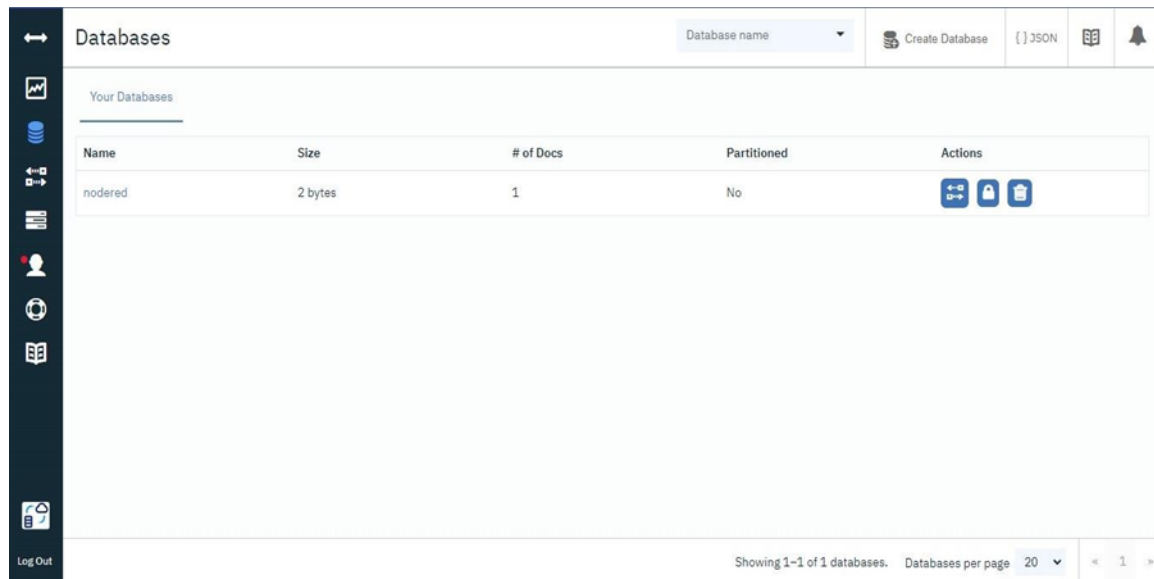 Databases
Database name
Create Database
{ } JSON
Your Databases
Name Size # of Docs Partitioned Actions
nodered 2 bytes 1 No
Log Out
Showing 1–1 of 1 databases. Databases per page 20 « 1 »